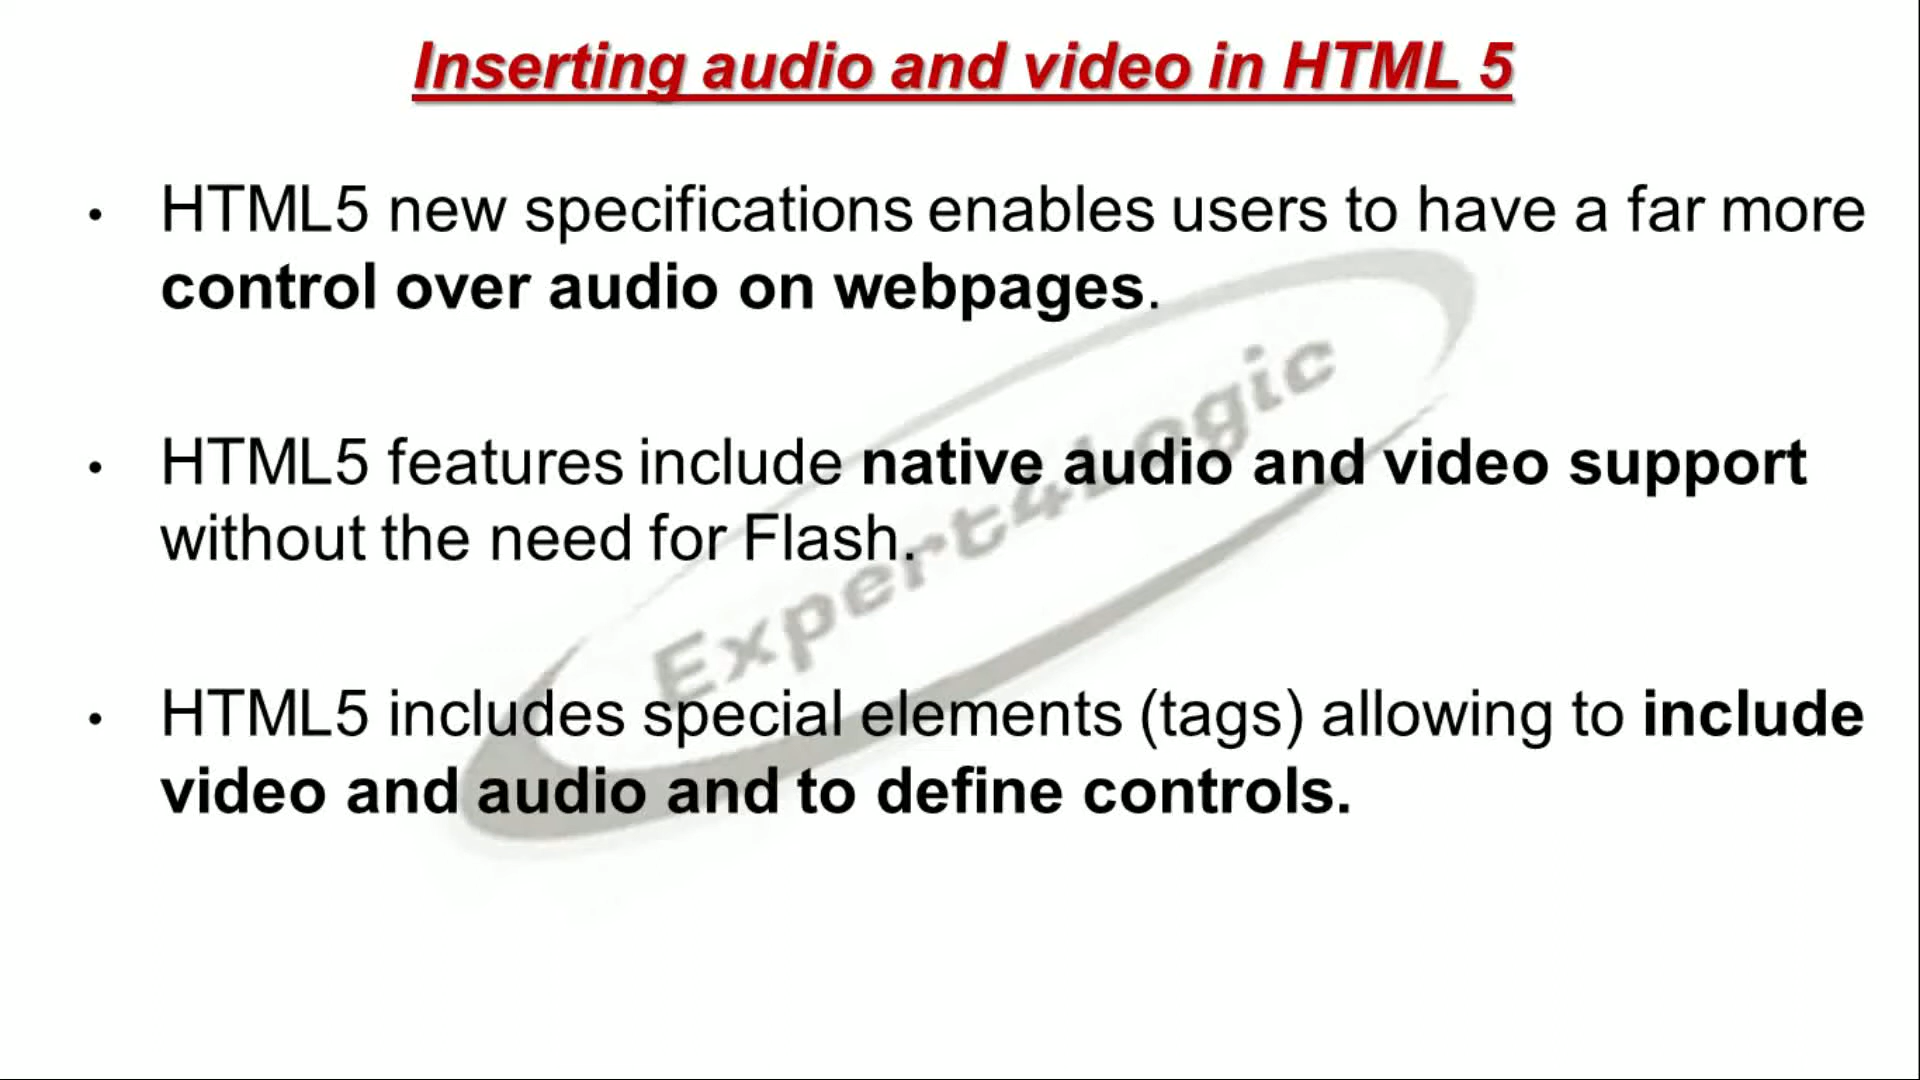 Inserting audio and video in HTML 5
• HTML5 new specifications enables users to have a far more
control over audio on webpages.
• HTML5 features include native audio and video support
without the need for Flash.
• HTML5 includes special elements (tags) allowing to include
video and audio and to define controls.
Expert4Logic